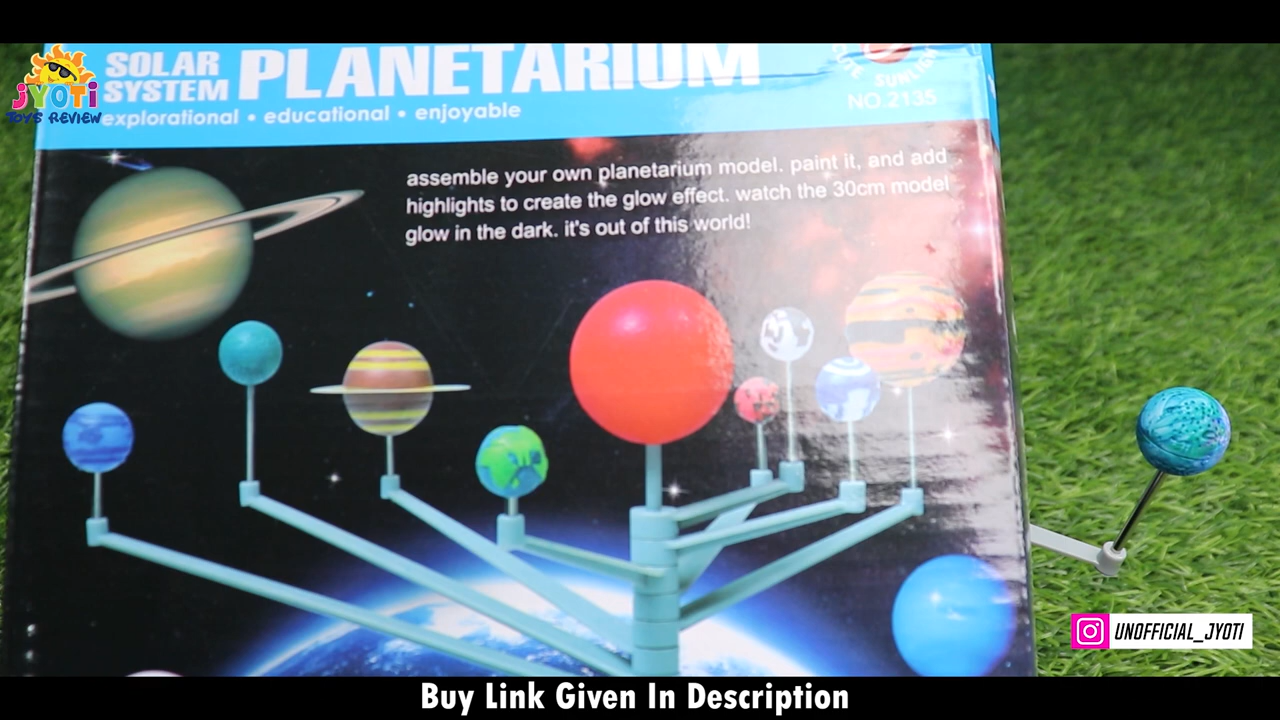 SOLAR SYSTEM PLANETARIUM
explorational • educational • enjoyable
CUTE SUNLIGHT
NO.2135
JYOTI
TOYS REVIEW
assemble your own planetarium model. paint it, and add
highlights to create the glow effect. watch the 30cm model
glow in the dark. it's out of this world!
UNOFFICIAL_JYOTI
Buy Link Given In Description